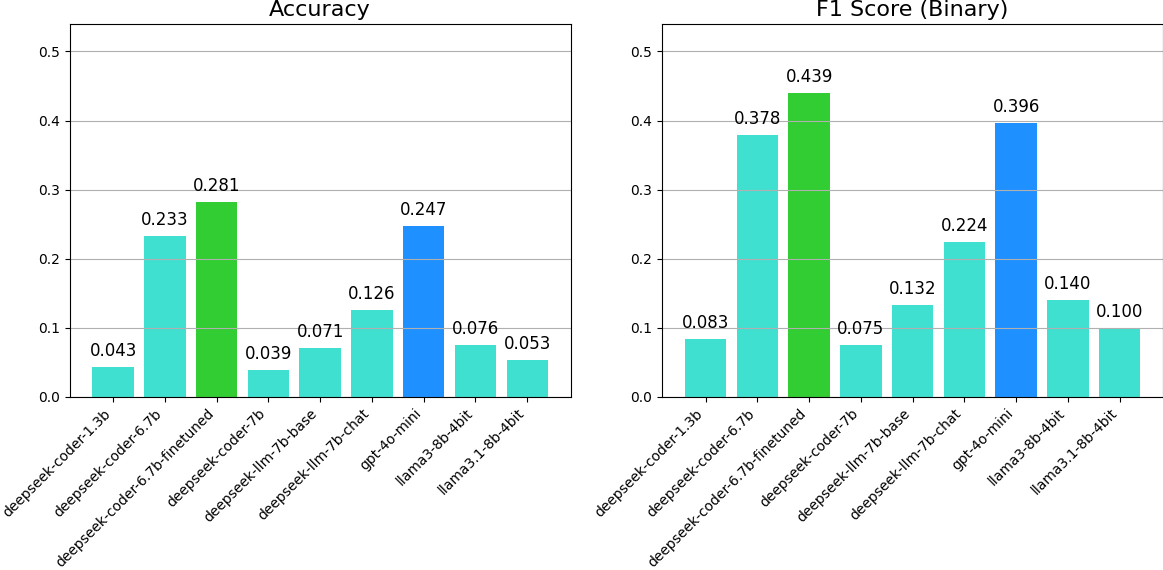 Accuracy
0.5
0.4
0.3
0.2
0.1
0.0
0.043
0.233
0.281
0.039
0.071
0.126
0.247
0.076
0.053
deepseek-coder-1.3b
deepseek-coder-6.7b
deepseek-coder-6.7b-finetuned
deepseek-coder-7b
deepseek-llm-7b-base
deepseek-llm-7b-chat
gpt-4o-mini
llama3-8b-4bit
llama3.1-8b-4bit
F1 Score (Binary)
0.5
0.4
0.3
0.2
0.1
0.0
0.083
0.378
0.439
0.075
0.132
0.224
0.396
0.140
0.100
deepseek-coder-1.3b
deepseek-coder-6.7b
deepseek-coder-6.7b-finetuned
deepseek-coder-7b
deepseek-llm-7b-base
deepseek-llm-7b-chat
gpt-4o-mini
llama3-8b-4bit
llama3.1-8b-4bit